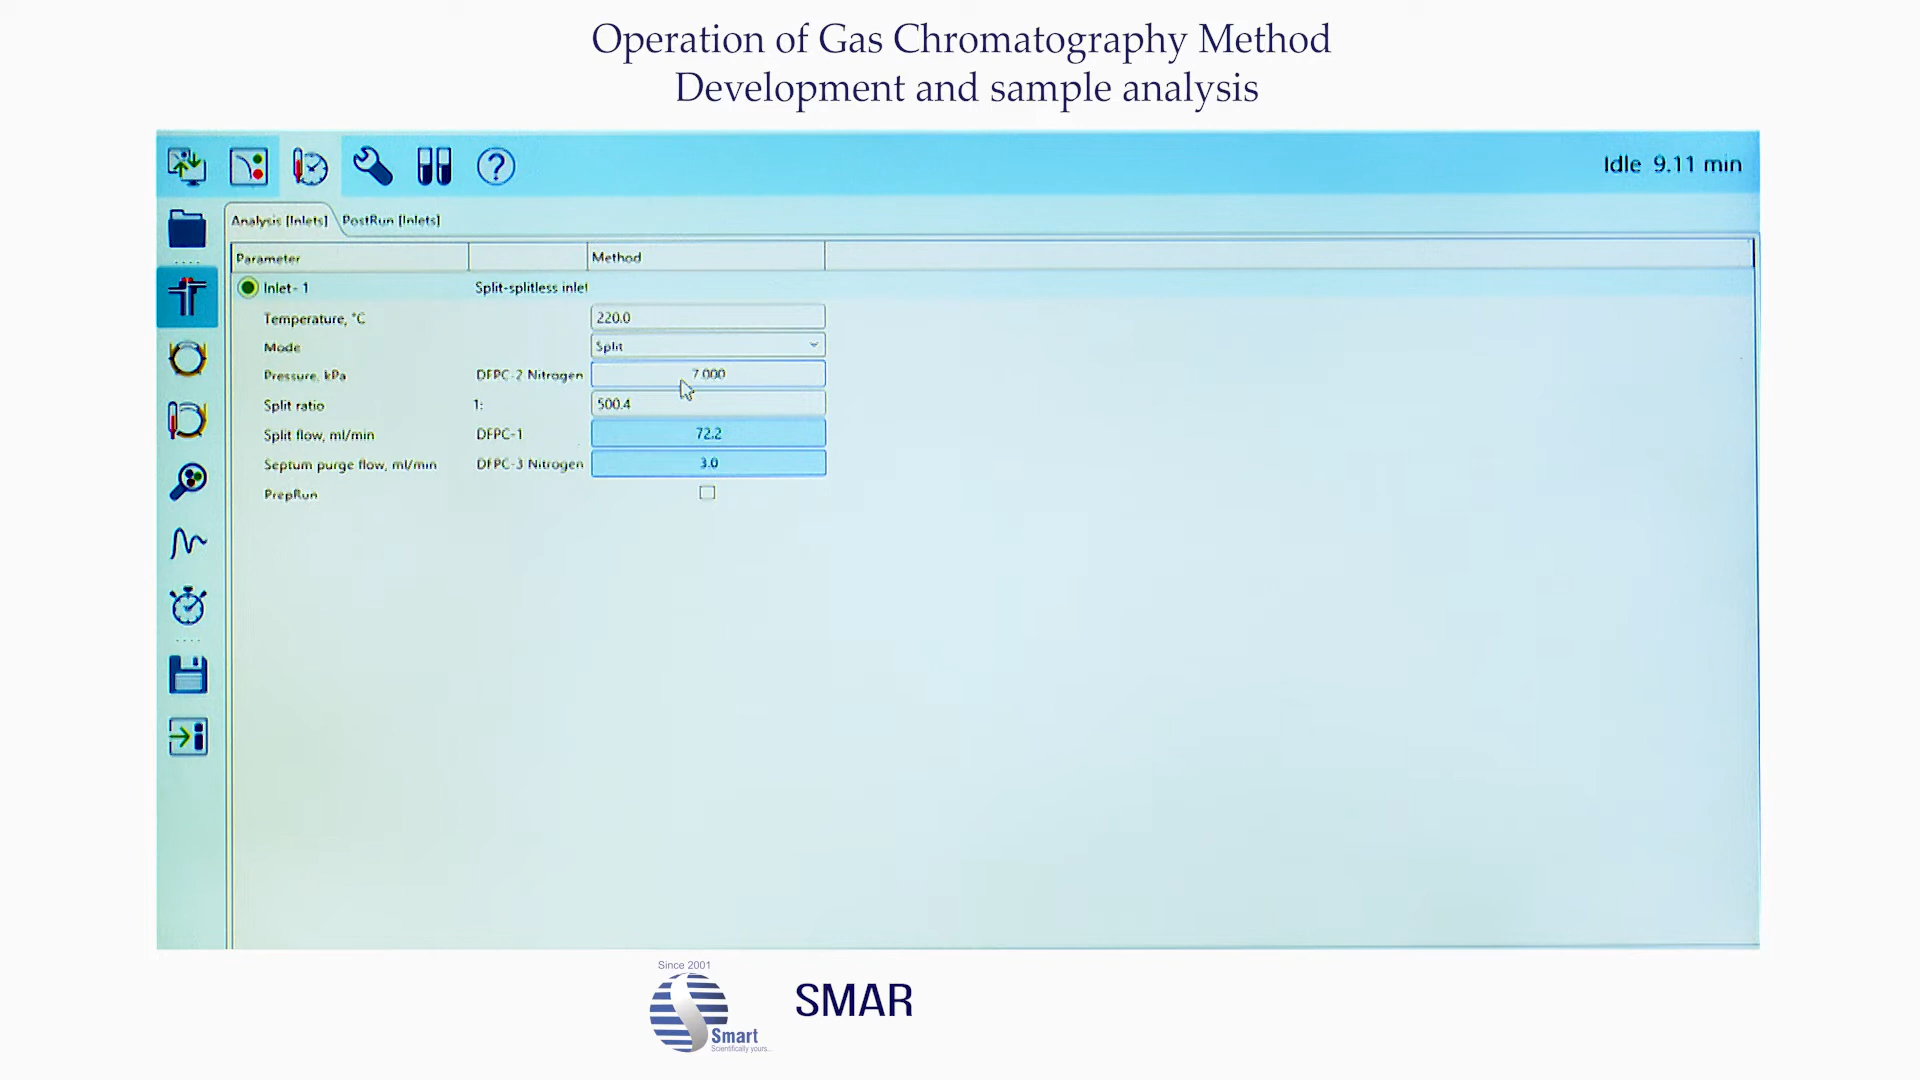 Operation of Gas Chromatography Method
Development and sample analysis
Idle 9.11 min
Analysis [Inlets] PostRun [Inlets]
Parameter Method
Inlet- 1 Split-splitless inlet
Temperature, °C 220.0
Mode Split
Pressure, kPa DFPC-2 Nitrogen 7.000
Split ratio 1: 500.4
Split flow, ml/min DFPC-1 72.2
Septum purge flow, ml/min DFPC-3 Nitrogen 3.0
PrepRun
Since 2001
Smart
Scientifically yours...
SMAR